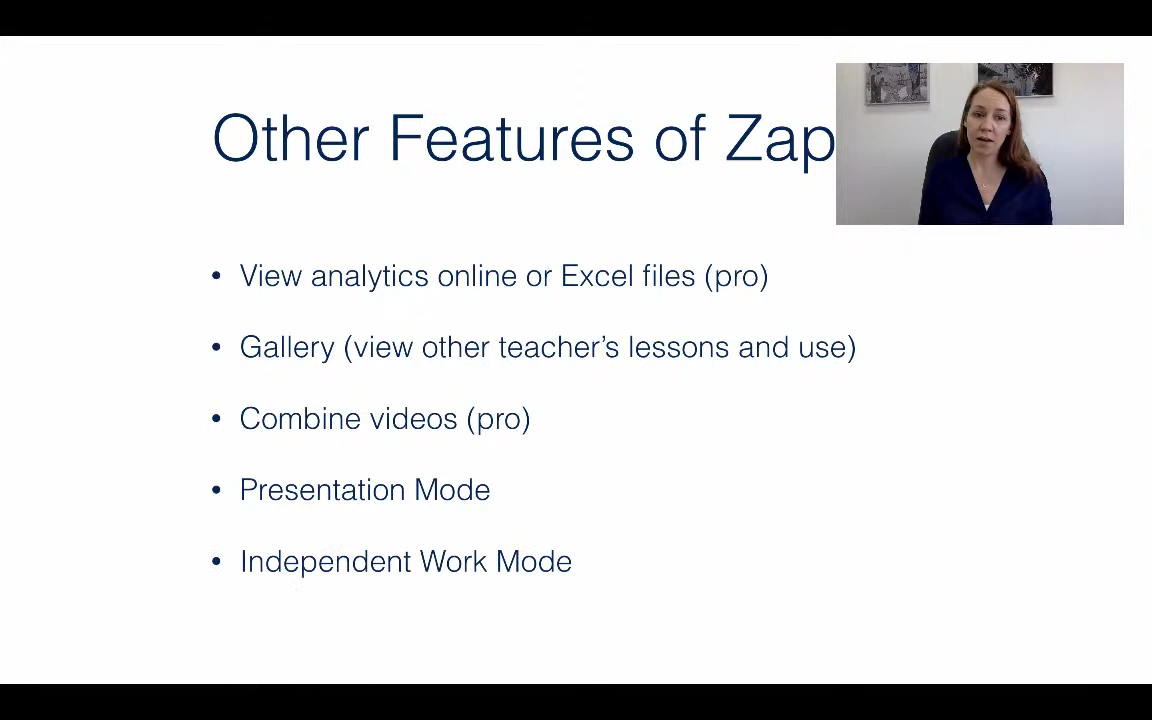 Other Features of Zap
• View analytics online or Excel files (pro)
• Gallery (view other teacher’s lessons and use)
• Combine videos (pro)
• Presentation Mode
• Independent Work Mode